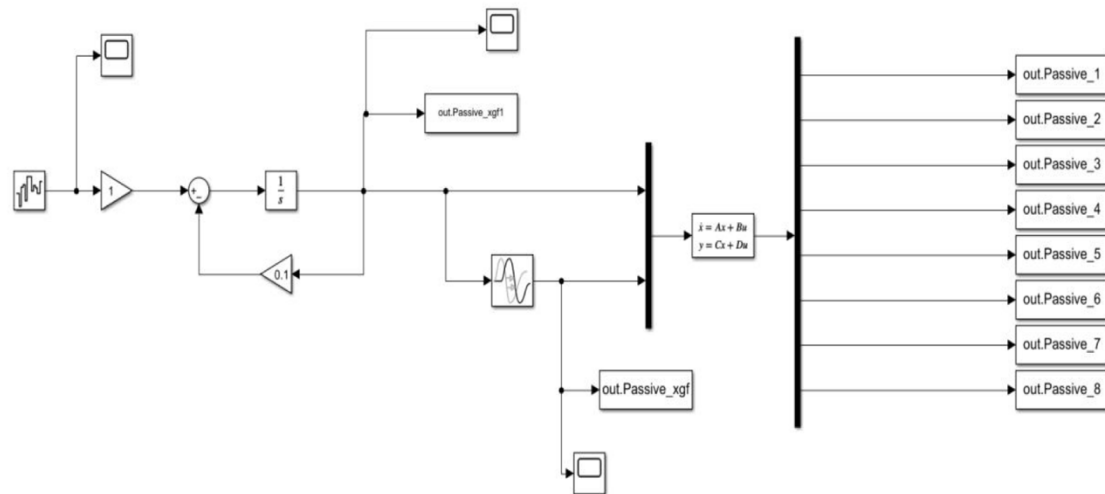 out.Passive_xgf1
1
+
-
1
s
0.1
ẋ = Ax + Bu
y = Cx + Du
out.Passive_xgf
out.Passive_1
out.Passive_2
out.Passive_3
out.Passive_4
out.Passive_5
out.Passive_6
out.Passive_7
out.Passive_8